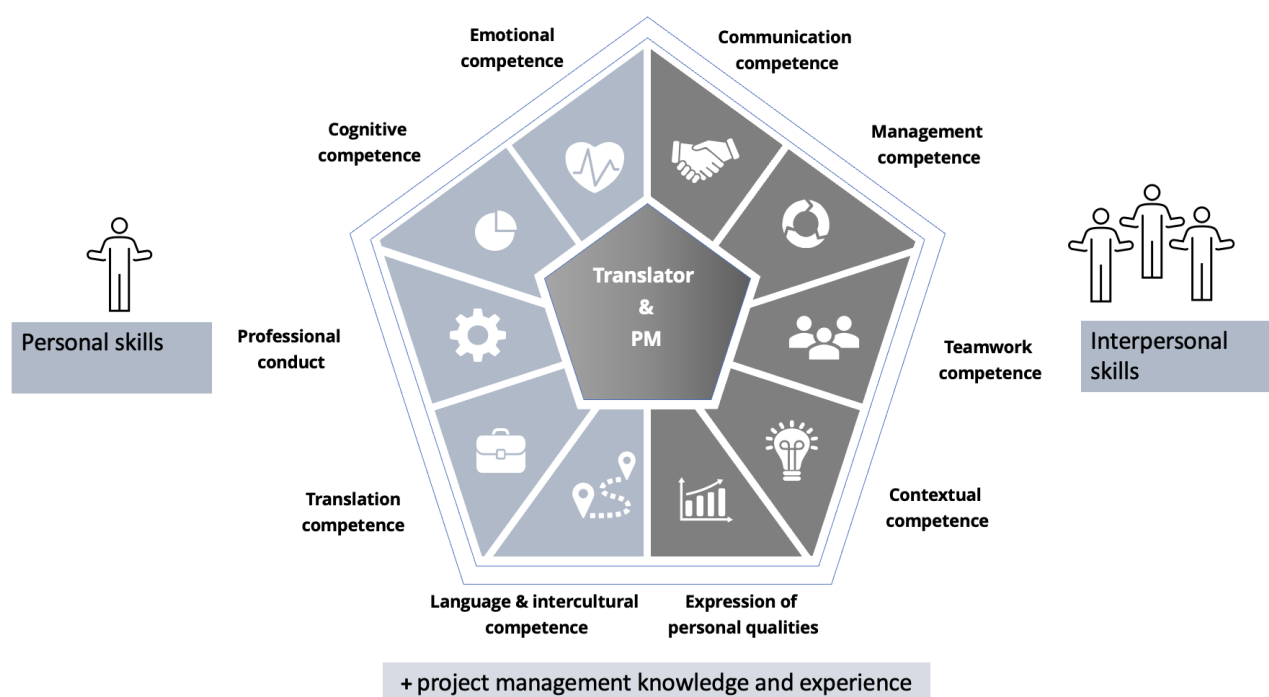 Emotional
competence
Communication
competence
Cognitive
competence
Management
competence
Translator
&
PM
Personal skills
Professional
conduct
Teamwork
competence
Interpersonal
skills
Translation
competence
Contextual
competence
Language & intercultural
competence
Expression of
personal qualities
+ project management knowledge and experience